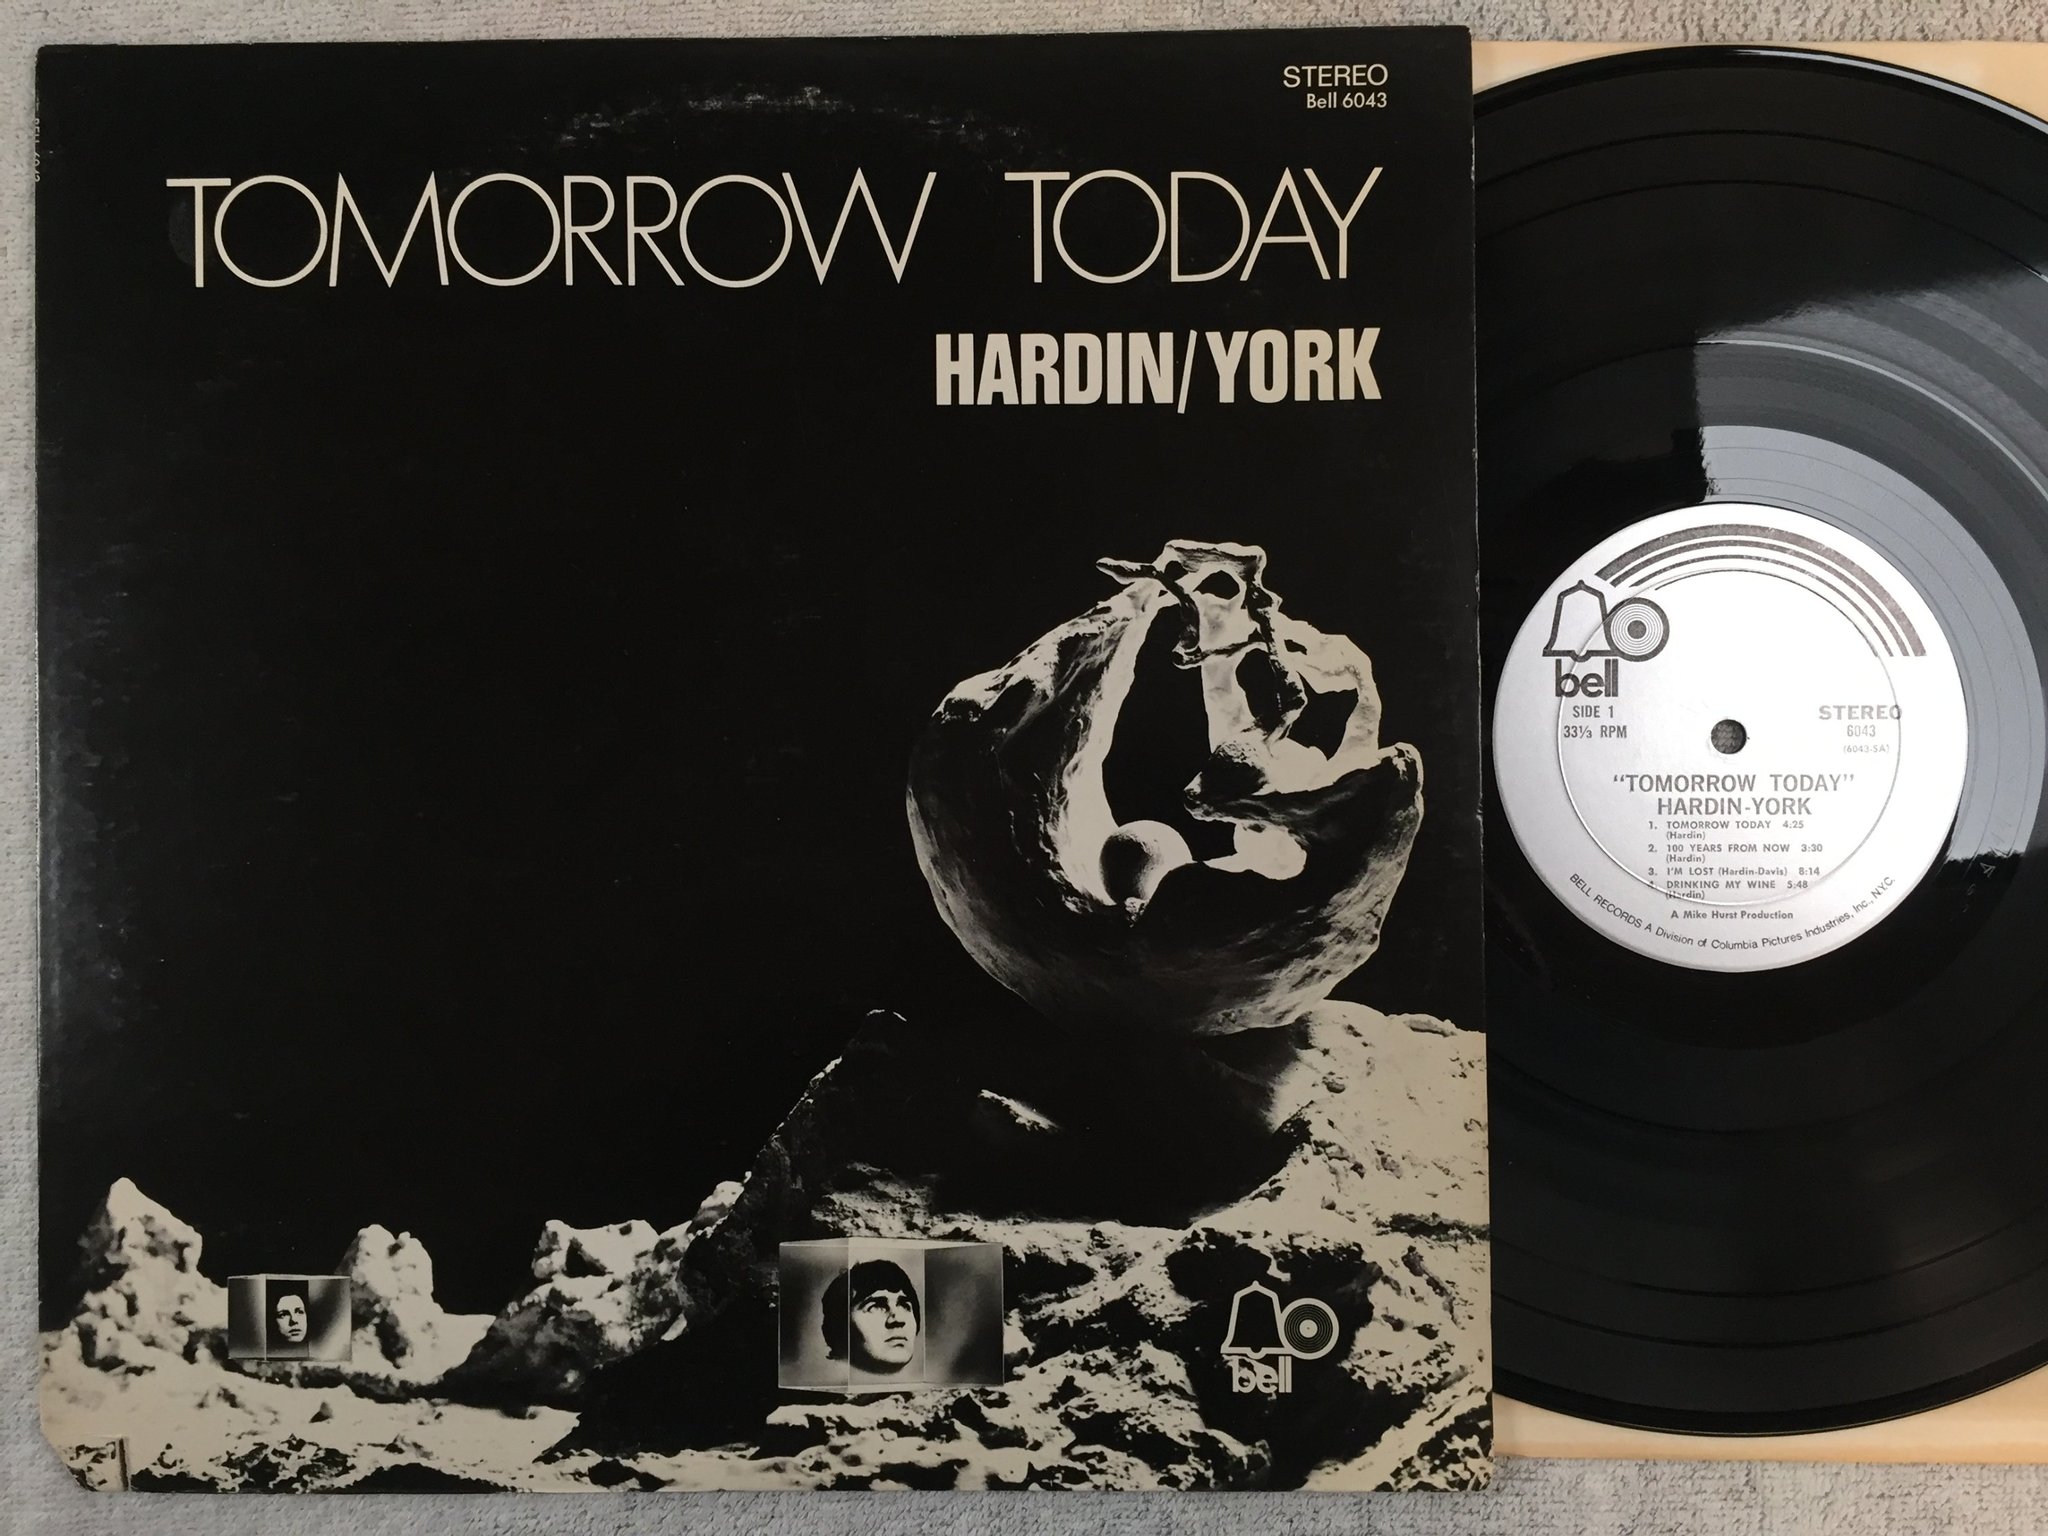 STEREO
Bell 6043
TOMORROW TODAY
HARDIN/YORK
bell
bell
SIDE 1
33⅓ RPM
STEREO
6043
(6043-SA)
"TOMORROW TODAY"
HARDIN-YORK
1. TOMORROW TODAY 4:25
(Hardin)
2. 100 YEARS FROM NOW 3:30
(Hardin)
3. I'M LOST (Hardin-Davis) 8:14
4. DRINKING MY WINE 5:48
(Hardin)
A Mike Hurst Production
BELL RECORDS A Division of Columbia Pictures Industries, Inc., N.Y.C.